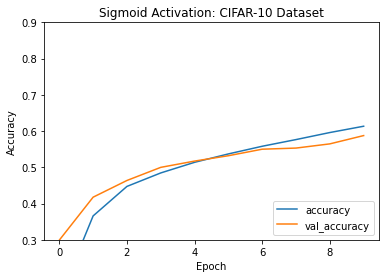 Sigmoid Activation: CIFAR-10 Dataset
0.9
0.8
0.7
0.6
0.5
0.4
0.3
Accuracy
0 2 4 6 8
Epoch
accuracy
val_accuracy